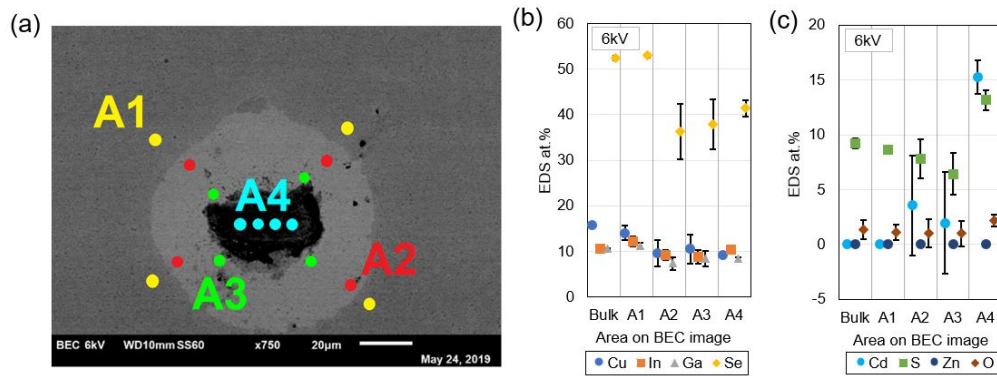 (a)
A1
A4
A3
A2
BEC 6kV WD10mm SS60 x750 20µm
May 24, 2019
(b)
6kV
EDS at.%
60
50
40
30
20
10
0
Bulk A1 A2 A3 A4
Area on BEC image
Cu In Ga Se
(c)
6kV
EDS at.%
20
15
10
5
0
-5
Bulk A1 A2 A3 A4
Area on BEC image
Cd S Zn O